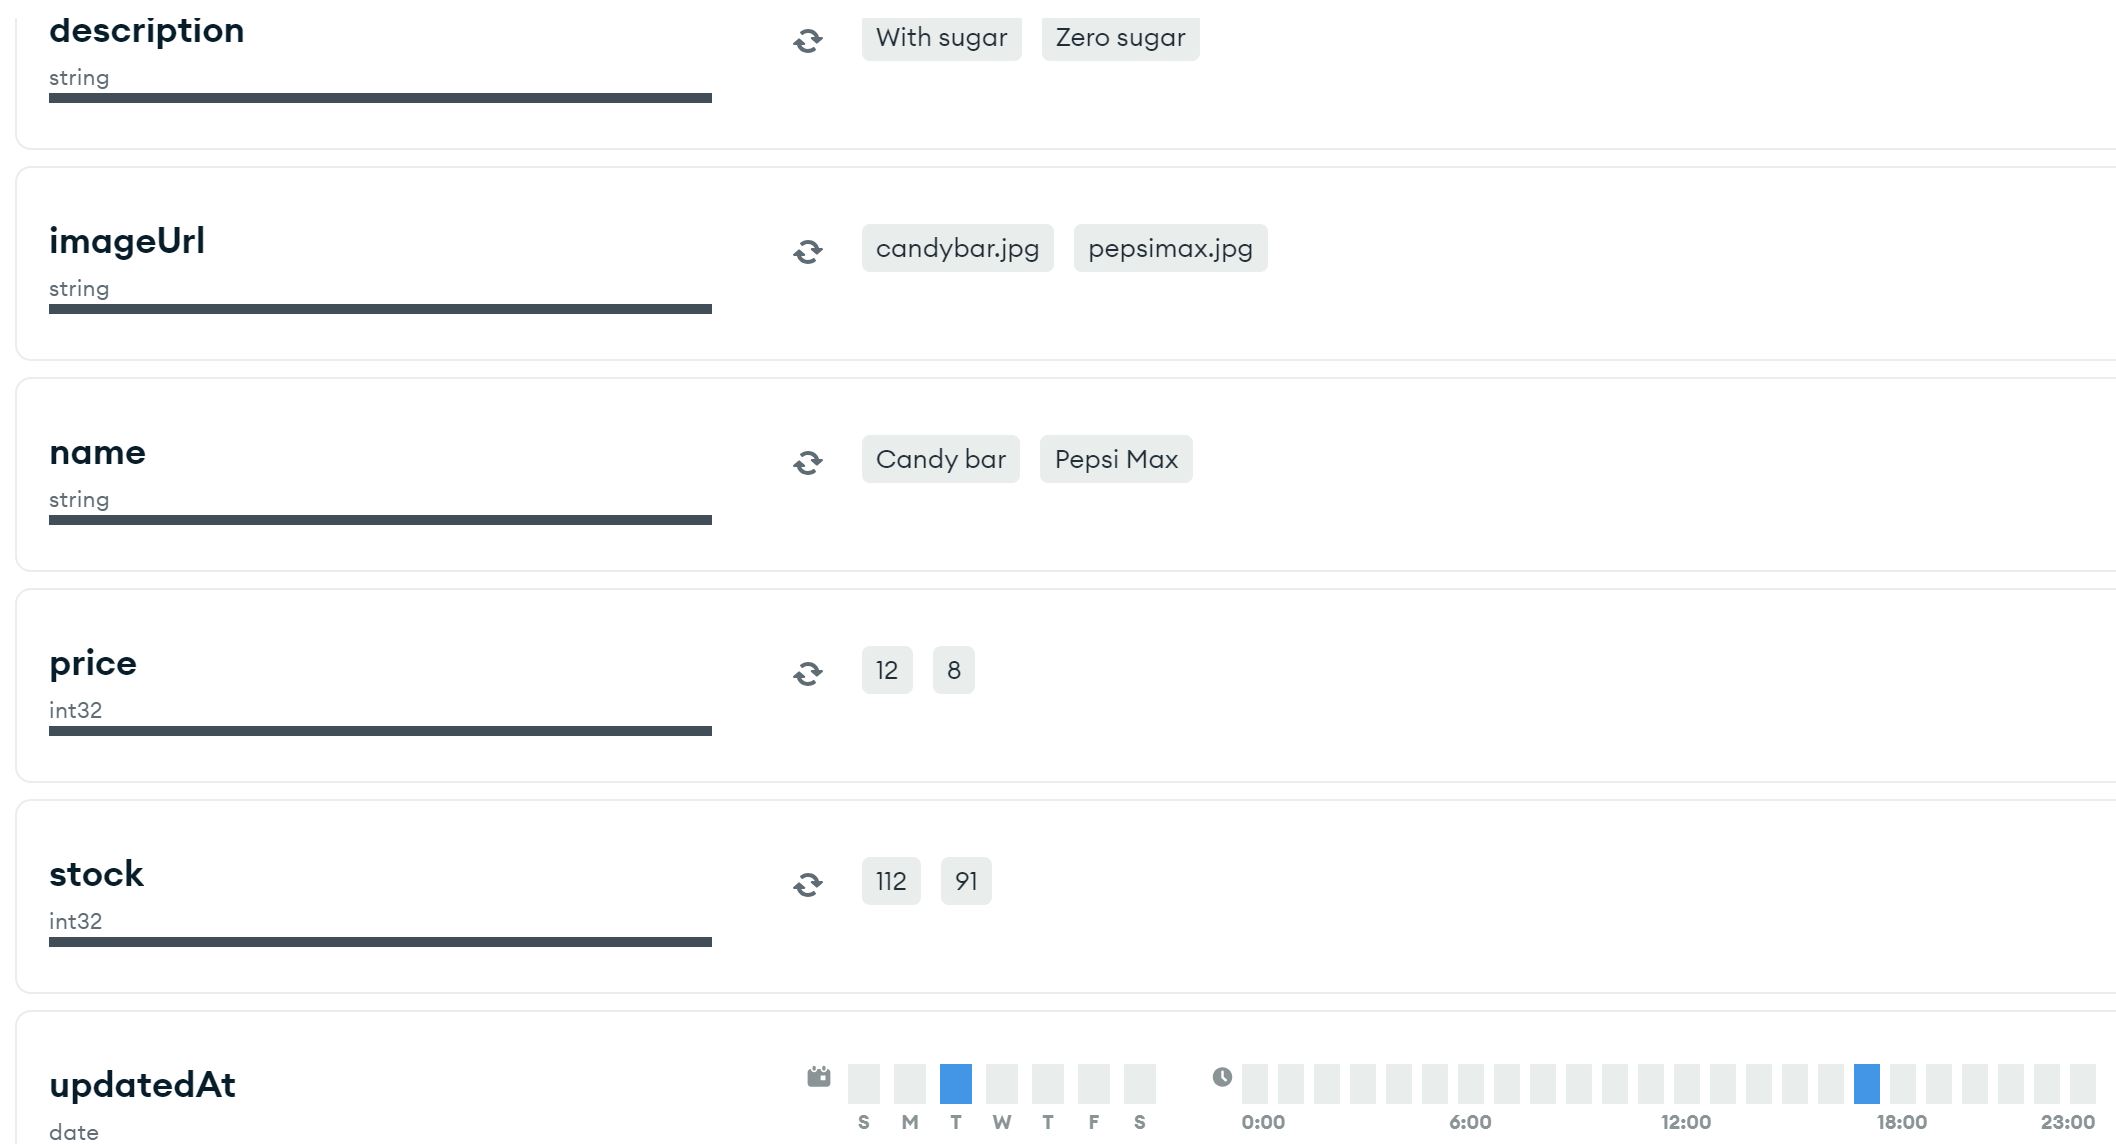 description
With sugar Zero sugar
string
imageUrl
candybar.jpg pepsimax.jpg
string
name
Candy bar Pepsi Max
string
price
12 8
int32
stock
112 91
int32
updatedAt
S M T W T F S 0:00 6:00 12:00 18:00 23:00
date